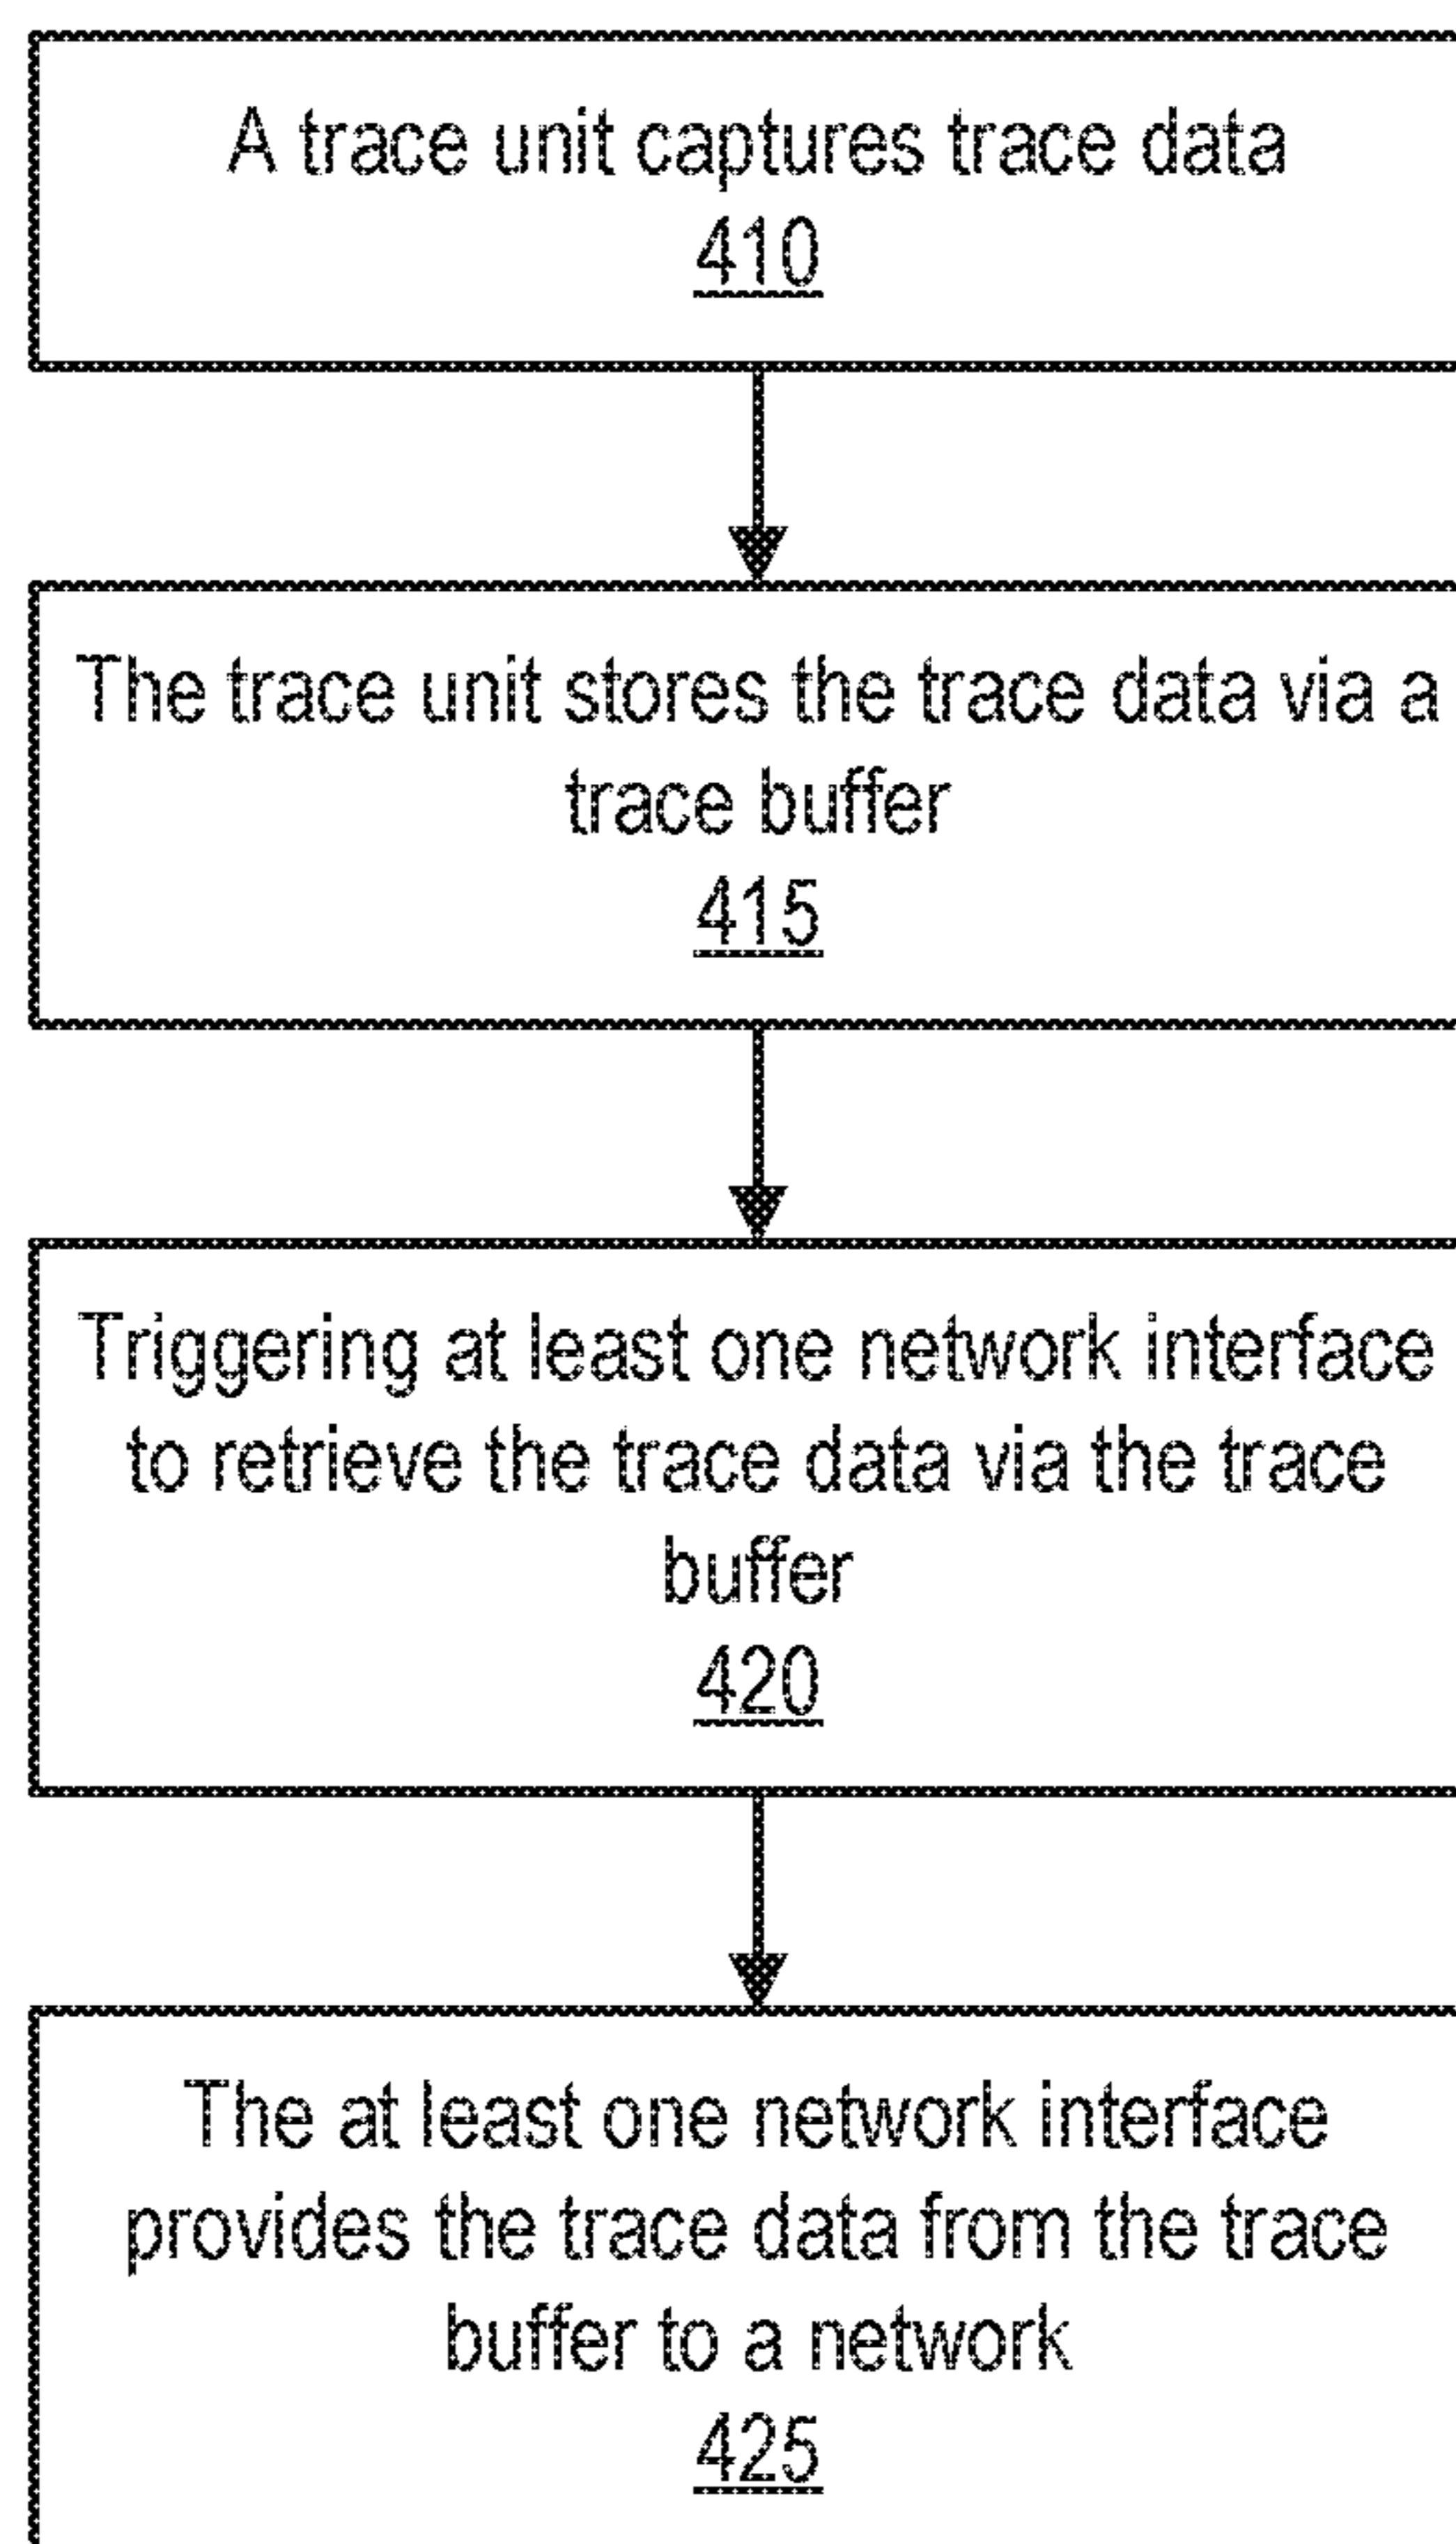 A trace unit captures trace data
410
The trace unit stores the trace data via a
trace buffer
415
Triggering at least one network interface
to retrieve the trace data via the trace
buffer
420
The at least one network interface
provides the trace data from the trace
buffer to a network
425